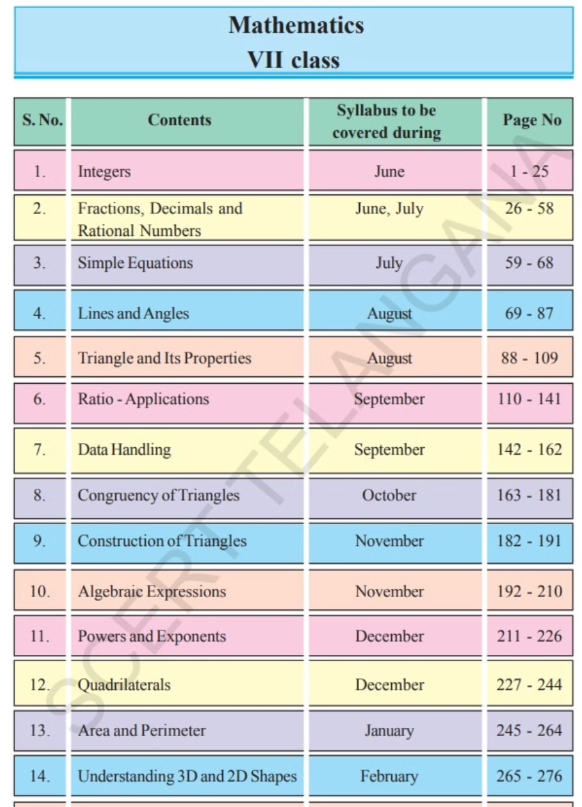 Mathematics
VII class
S. No. Contents Syllabus to be covered during Page No
1. Integers June 1 - 25
2. Fractions, Decimals and Rational Numbers June, July 26 - 58
3. Simple Equations July 59 - 68
4. Lines and Angles August 69 - 87
5. Triangle and Its Properties August 88 - 109
6. Ratio - Applications September 110 - 141
7. Data Handling September 142 - 162
8. Congruency of Triangles October 163 - 181
9. Construction of Triangles November 182 - 191
10. Algebraic Expressions November 192 - 210
11. Powers and Exponents December 211 - 226
12. Quadrilaterals December 227 - 244
13. Area and Perimeter January 245 - 264
14. Understanding 3D and 2D Shapes February 265 - 276
SCERT TELANGANA